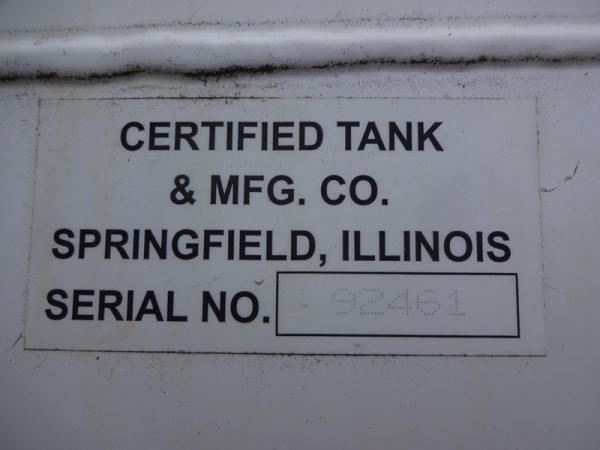 CERTIFIED TANK
& MFG. CO.
SPRINGFIELD, ILLINOIS
SERIAL NO. 92461